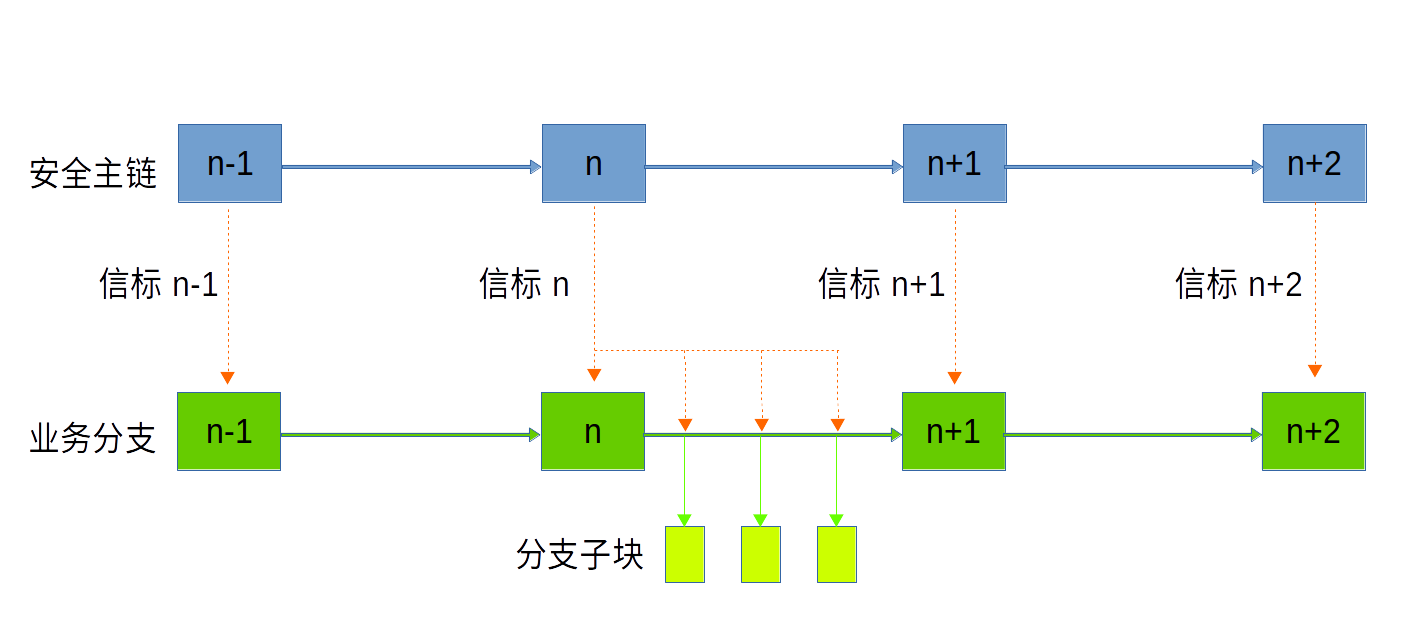 安全主链 n-1 n n+1 n+2
信标 n-1 信标 n 信标 n+1 信标 n+2
业务分支 n-1 n n+1 n+2
分支子块